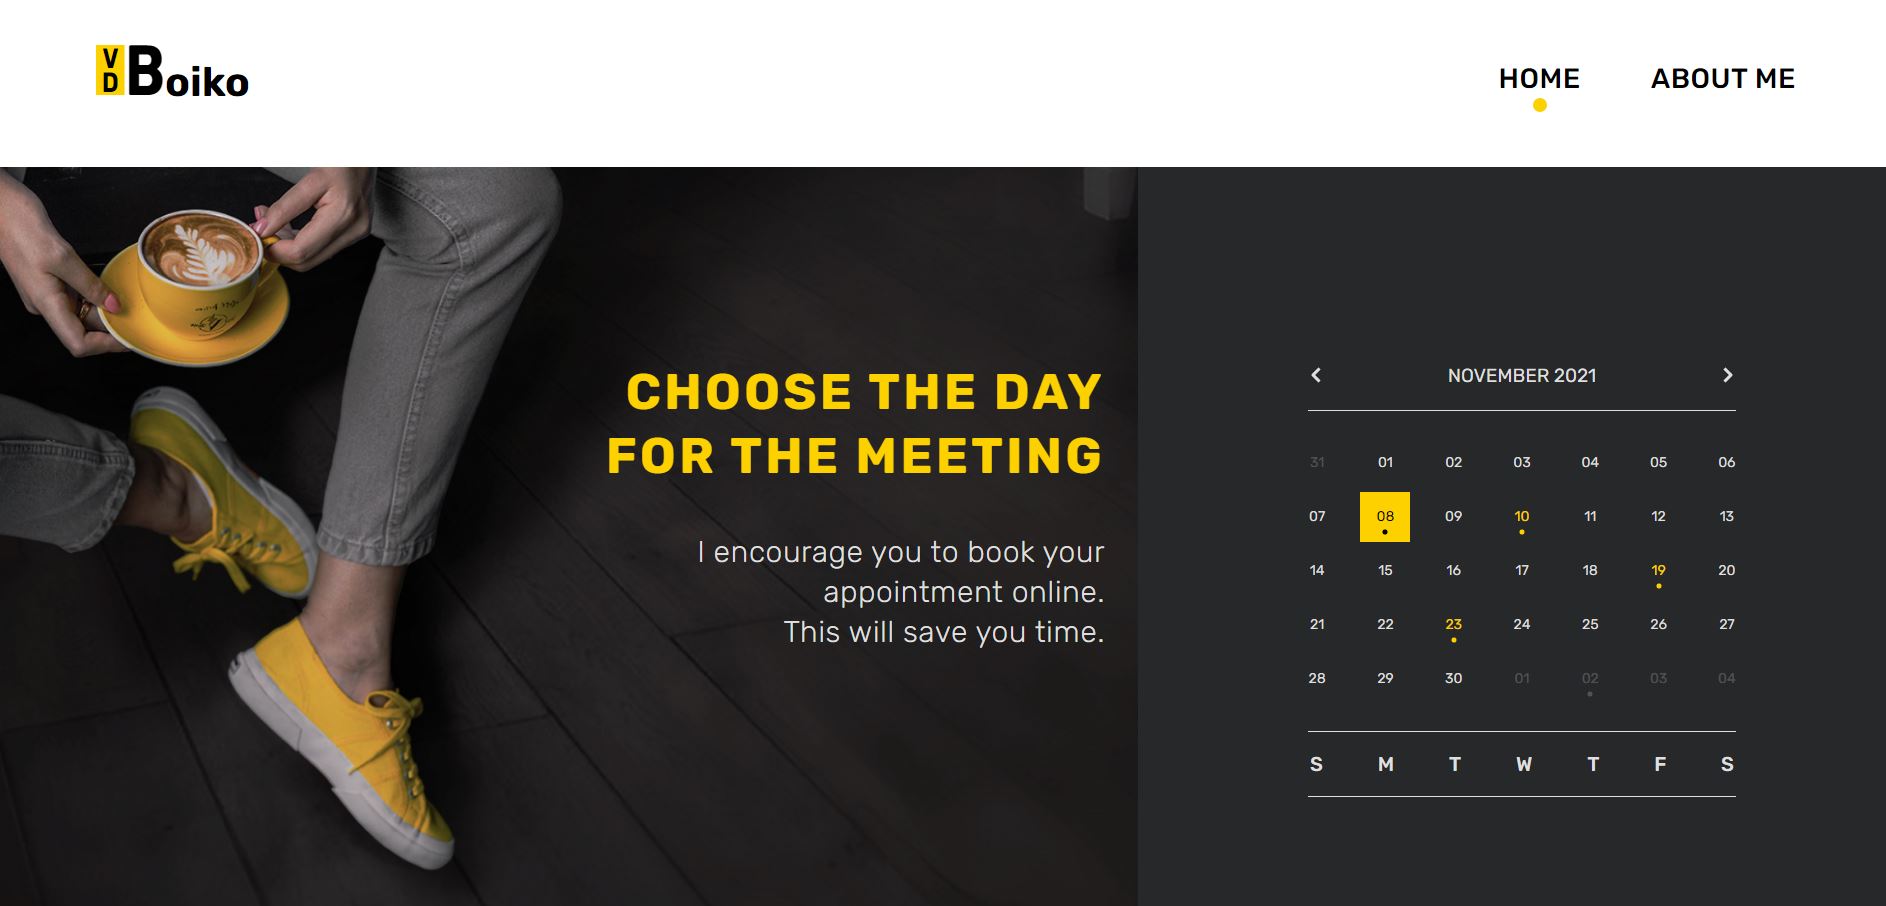 VD Boiko
HOME ABOUT ME
CHOOSE THE DAY
FOR THE MEETING
I encourage you to book your
appointment online.
This will save you time.
NOVEMBER 2021
31 01 02 03 04 05 06
07 08 09 10 11 12 13
14 15 16 17 18 19 20
21 22 23 24 25 26 27
28 29 30 01 02 03 04
S M T W T F S